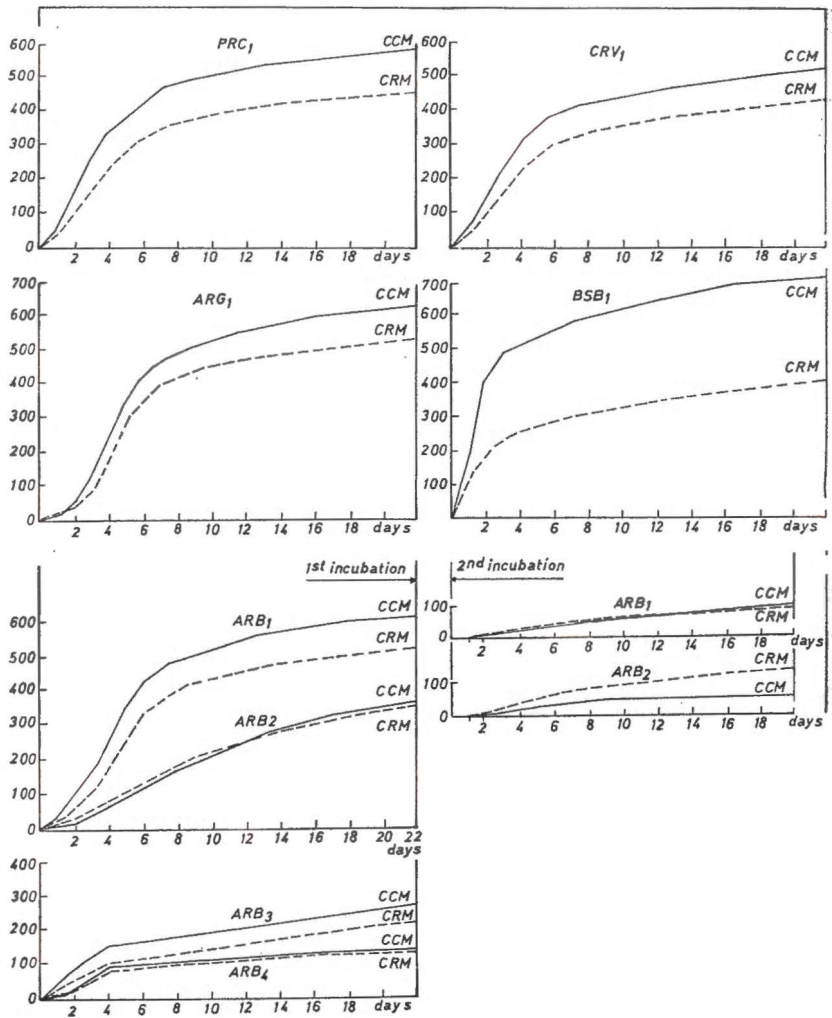 PRC1
600
500
400
300
200
100
0
CCM
CRM
2 4 6 8 10 12 14 16 18 days
CRV1
600
500
400
300
200
100
CCM
CRM
2 4 6 8 10 12 14 16 18 days
ARG1
700
600
500
400
300
200
100
0
CCM
CRM
2 4 6 8 10 12 14 16 18 days
BSB1
700
600
500
400
300
200
100
0
CCM
CRM
2 4 6 8 10 12 14 16 18 days
1st incubation
600
500
400
300
200
100
0
ARB1
CCM
CRM
ARB2
CCM
CRM
2 4 6 8 10 12 14 16 18 20 22
days
2nd incubation
100
0
ARB1
CCM
CRM
2 4 6 8 10 12 14 16 18 days
100
0
ARB2
CRM
CCM
2 4 6 8 10 12 14 16 18 days
400
300
200
100
0
ARB3
CCM
CRM
CCM
CRM
ARB4
2 4 6 8 10 12 14 16 18 days